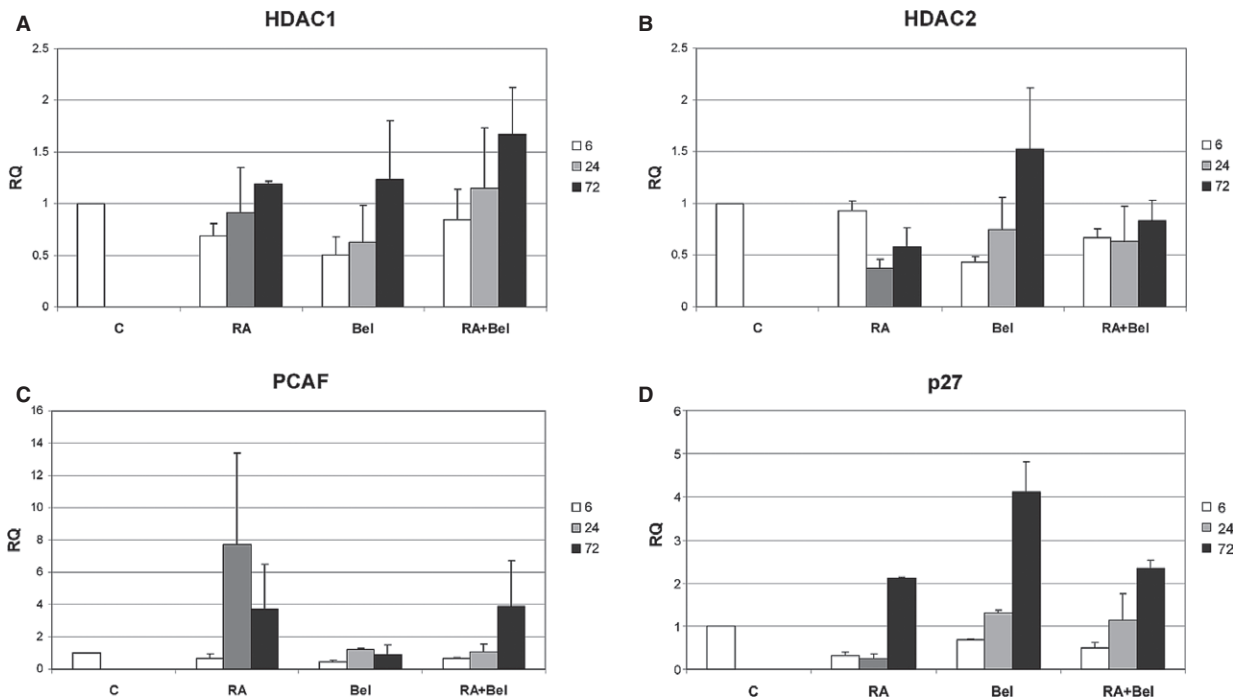 A
HDAC1
RQ
2.5
2
1.5
1
0.5
0
C
RA
Bel
RA+Bel
6
24
72
B
HDAC2
RQ
2.5
2
1.5
1
0.5
0
C
RA
Bel
RA+Bel
6
24
72
C
PCAF
RQ
16
14
12
10
8
6
4
2
0
C
RA
Bel
RA+Bel
6
24
72
D
p27
RQ
6
5
4
3
2
1
0
C
RA
Bel
RA+Bel
6
24
72